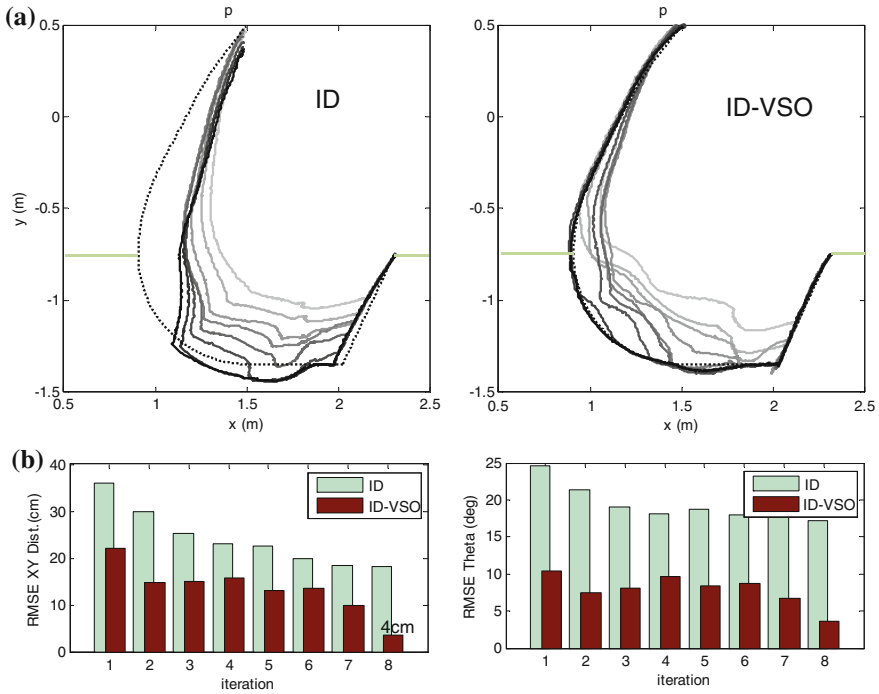 (a)
p
p
0.5
0
-0.5
-1
-1.5
y (m)
ID
0.5
1
1.5
2
2.5
x (m)
0.5
0
-0.5
-1
-1.5
ID-VSO
0.5
1
1.5
2
2.5
x (m)
(b)
40
35
30
20
10
0
RMSE XY Dist.(cm)
ID
ID-VSO
4cm
1 2 3 4 5 6 7 8
iteration
25
20
15
10
5
0
RMSE Theta (deg)
ID
ID-VSO
1 2 3 4 5 6 7 8
iteration